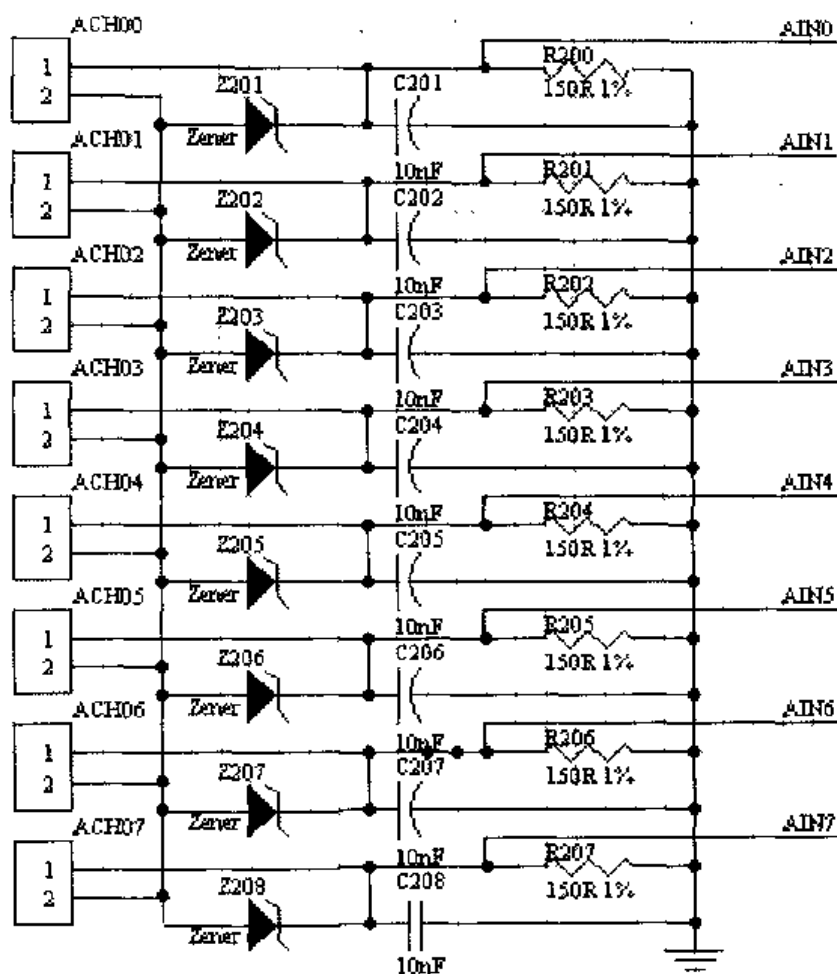 ACH00
AIN0
1
2
Z201
Zener
C201
10nF
R200
150R 1%
ACH01
AIN1
1
2
Z202
Zener
C202
10nF
R201
150R 1%
ACH02
AIN2
1
2
Z203
Zener
C203
10nF
R202
150R 1%
ACH03
AIN3
1
2
Z204
Zener
C204
10nF
R203
150R 1%
ACH04
AIN4
1
2
Z205
Zener
C205
10nF
R204
150R 1%
ACH05
AIN5
1
2
Z206
Zener
C206
10nF
R205
150R 1%
ACH06
AIN6
1
2
Z207
Zener
C207
10nF
R206
150R 1%
ACH07
AIN7
1
2
Z208
Zener
C208
10nF
R207
150R 1%